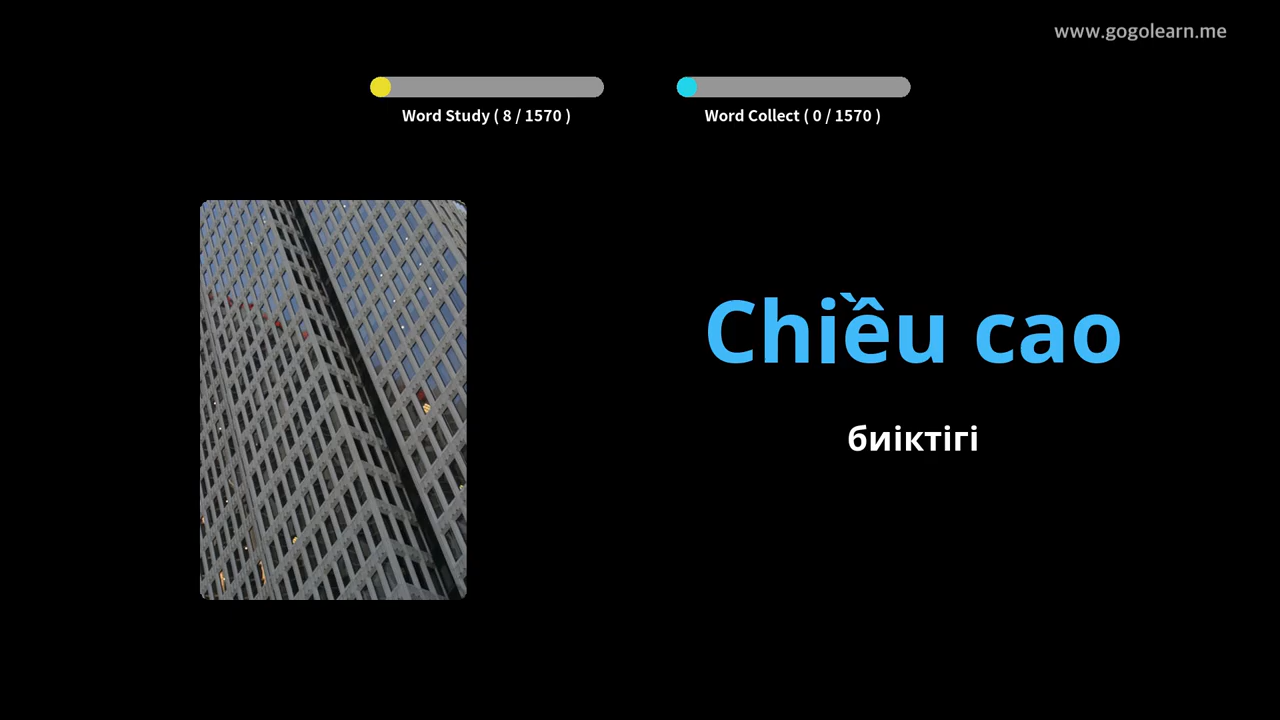 www.gogolearn.me
Word Study ( 8 / 1570 )
Word Collect ( 0 / 1570 )
Chiều cao
биіктігі